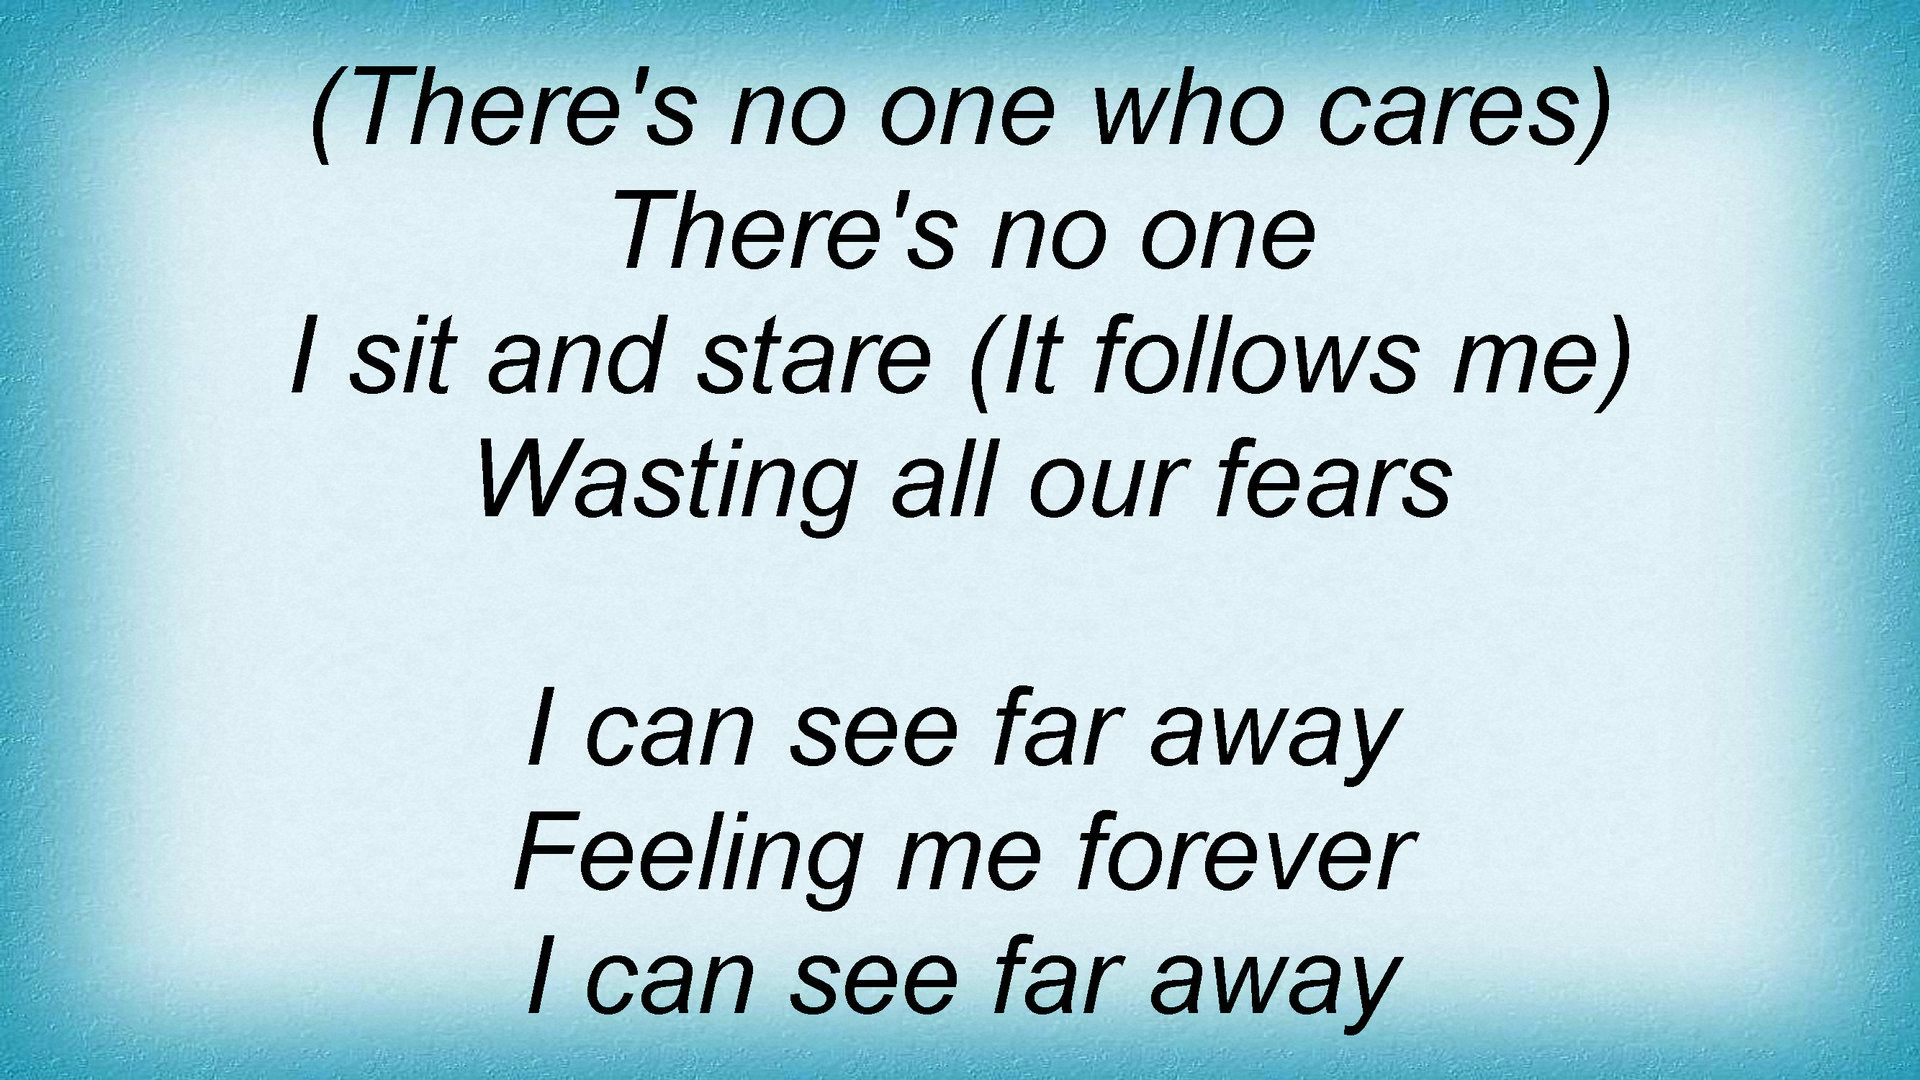 (There's no one who cares)
There's no one
I sit and stare (It follows me)
Wasting all our fears
I can see far away
Feeling me forever
I can see far away